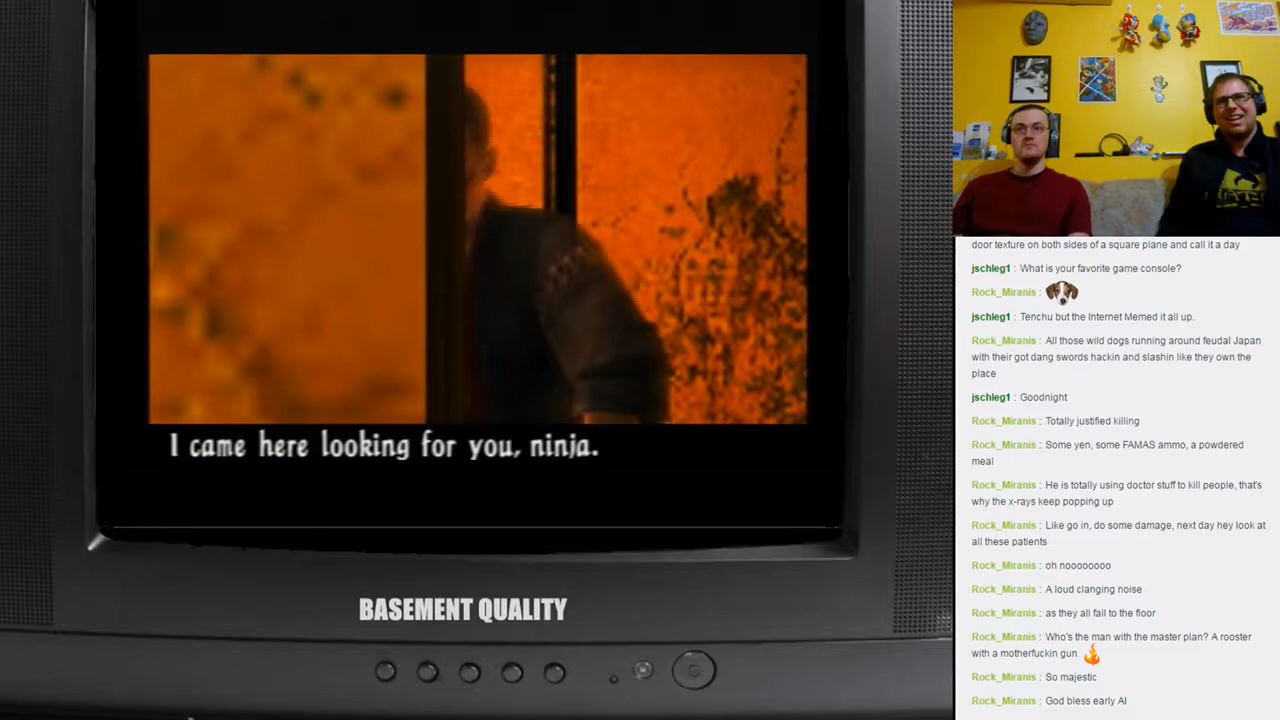 I came here looking for you, ninja.
BASEMENT QUALITY
door texture on both sides of a square plane and call it a day
jschleg1 : What is your favorite game console?
Rock_Miranis :
jschleg1 : Tenchu but the Internet Memed it all up.
Rock_Miranis : All those wild dogs running around feudal Japan
with their got dang swords hackin and slashin like they own the
place
jschleg1 : Goodnight
Rock_Miranis : Totally justified killing
Rock_Miranis : Some yen, some FAMAS ammo, a powdered
meal
Rock_Miranis : He is totally using doctor stuff to kill people, that's
why the x-rays keep popping up
Rock_Miranis : Like go in, do some damage, next day hey look at
all these patients
Rock_Miranis : oh noooooooo
Rock_Miranis : A loud clanging noise
Rock_Miranis : as they all fall to the floor
Rock_Miranis : Who's the man with the master plan? A rooster
with a motherfuckin gun
Rock_Miranis : So majestic
Rock_Miranis : God bless early AI